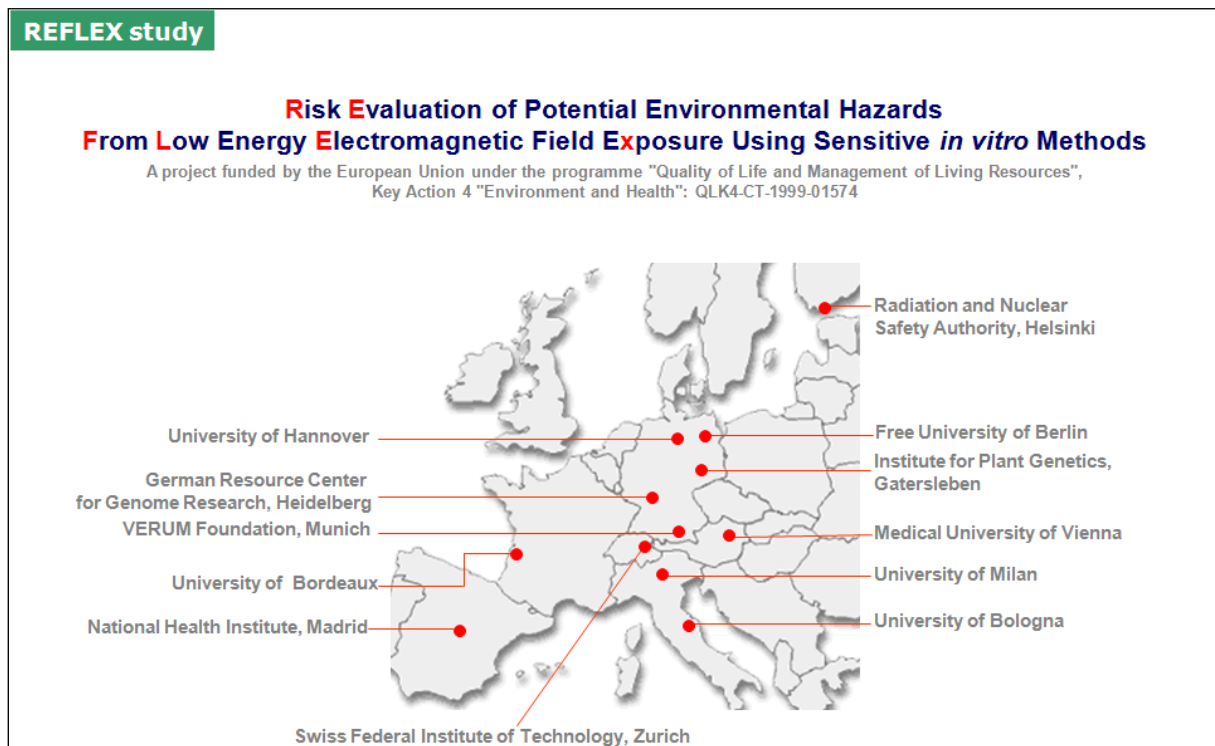 REFLEX study
Risk Evaluation of Potential Environmental Hazards
From Low Energy Electromagnetic Field Exposure Using Sensitive in vitro Methods
A project funded by the European Union under the programme "Quality of Life and Management of Living Resources",
Key Action 4 "Environment and Health": QLK4-CT-1999-01574
Radiation and Nuclear
Safety Authority, Helsinki
University of Hannover
Free University of Berlin
German Resource Center
for Genome Research, Heidelberg
Institute for Plant Genetics,
Gatersleben
VERUM Foundation, Munich
Medical University of Vienna
University of Bordeaux
University of Milan
National Health Institute, Madrid
University of Bologna
Swiss Federal Institute of Technology, Zurich